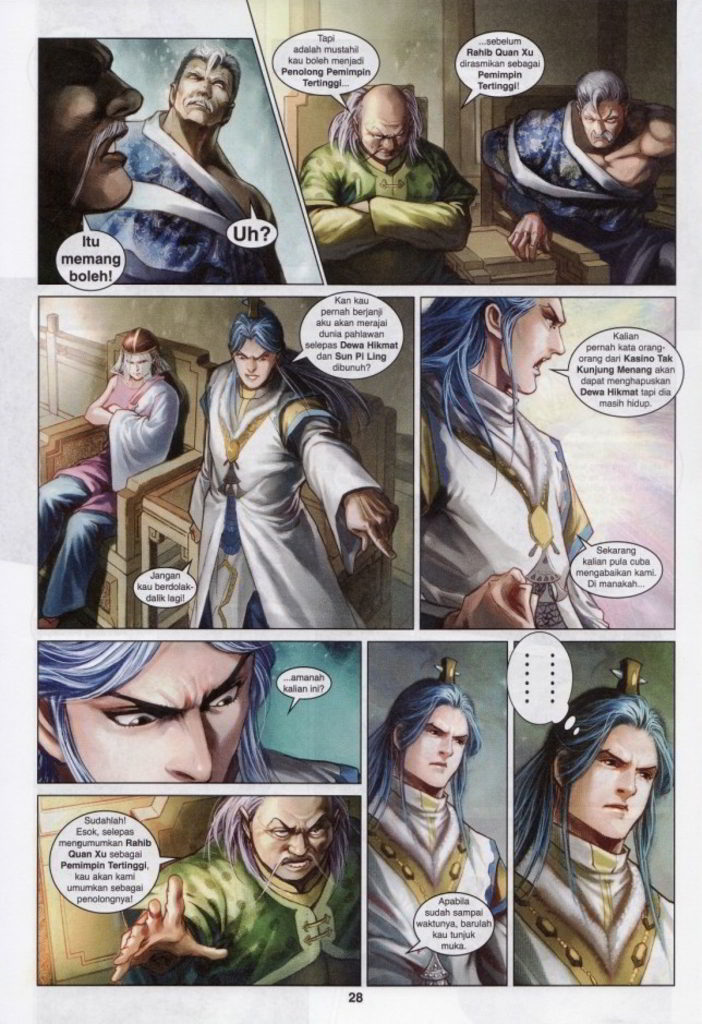 Itu
memang
boleh!
Uh?
Tapi
adalah mustahil
kau boleh menjadi
Penolong Pemimpin
Tertinggi...
...sebelum
Rahib Quan Xu
dirasmikan sebagai
Pemimpin
Tertinggi!
Kan kau
pernah berjanji
aku akan merajai
dunia pahlawan
selepas Dewa Hikmat
dan Sun Pi Ling
dibunuh?
Jangan
kau berdolak-
dalik lagi!
Kalian
pernah kata orang-
orang dari Kasino Tak
Kunjung Menang akan
dapat menghapuskan
Dewa Hikmat tapi dia
masih hidup.
Sekarang
kalian pula cuba
mengabaikan kami.
Di manakah...
...amanah
kalian ini?
Sudahlah!
Esok, selepas
mengumumkan Rahib
Quan Xu sebagai
Pemimpin Tertinggi,
kau akan kami
umumkan sebagai
penolongnya!
Apabila
sudah sampai
waktunya, barulah
kau tunjuk
muka.
28